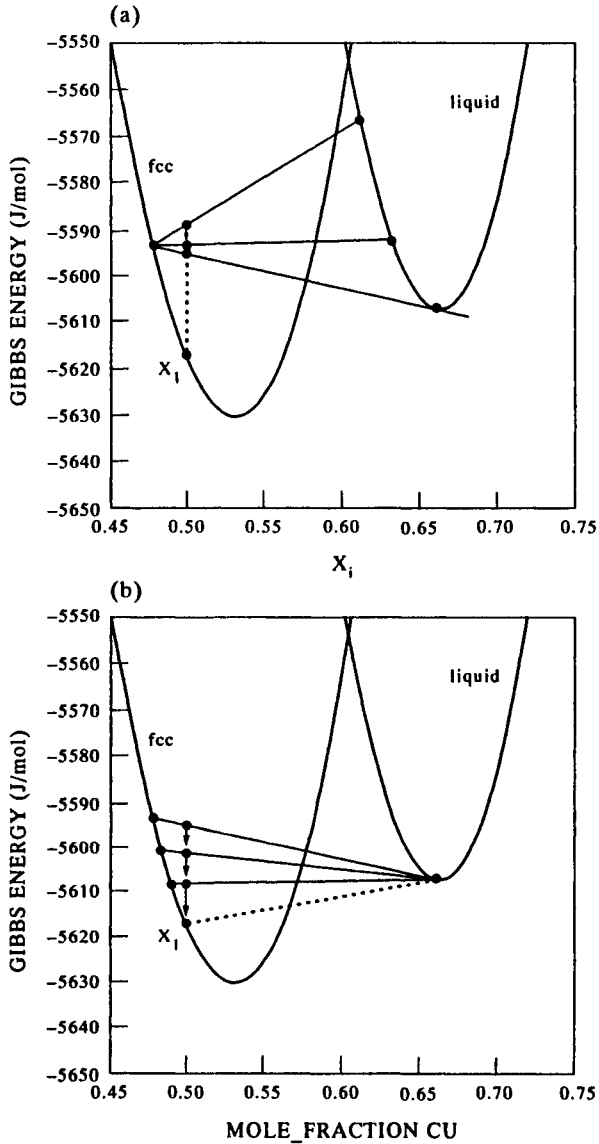 (a)
GIBBS ENERGY (J/mol)
-5550
-5560
-5570
-5580
-5590
-5600
-5610
-5620
-5630
-5640
-5650
fcc
liquid
X₁
0.45 0.50 0.55 0.60 0.65 0.70 0.75
Xᵢ
(b)
GIBBS ENERGY (J/mol)
-5550
-5560
-5570
-5580
-5590
-5600
-5610
-5620
-5630
-5640
-5650
fcc
liquid
X₁
0.45 0.50 0.55 0.60 0.65 0.70 0.75
MOLE_FRACTION CU